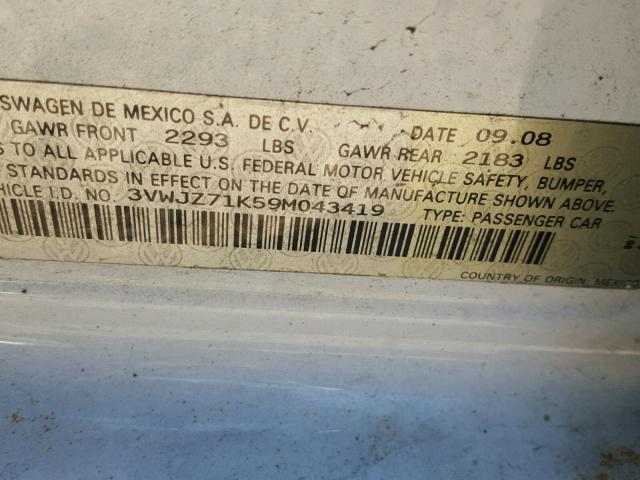 SWAGEN DE MEXICO S.A. DE C.V. DATE 09.08
GAWR FRONT 2293 LBS GAWR REAR 2183 LBS
S TO ALL APPLICABLE U.S. FEDERAL MOTOR VEHICLE SAFETY, BUMPER,
STANDARDS IN EFFECT ON THE DATE OF MANUFACTURE SHOWN ABOVE.
EHICLE I.D. NO. 3VWJZ71K59M043419 TYPE: PASSENGER CAR
COUNTRY OF ORIGIN: MEXICO